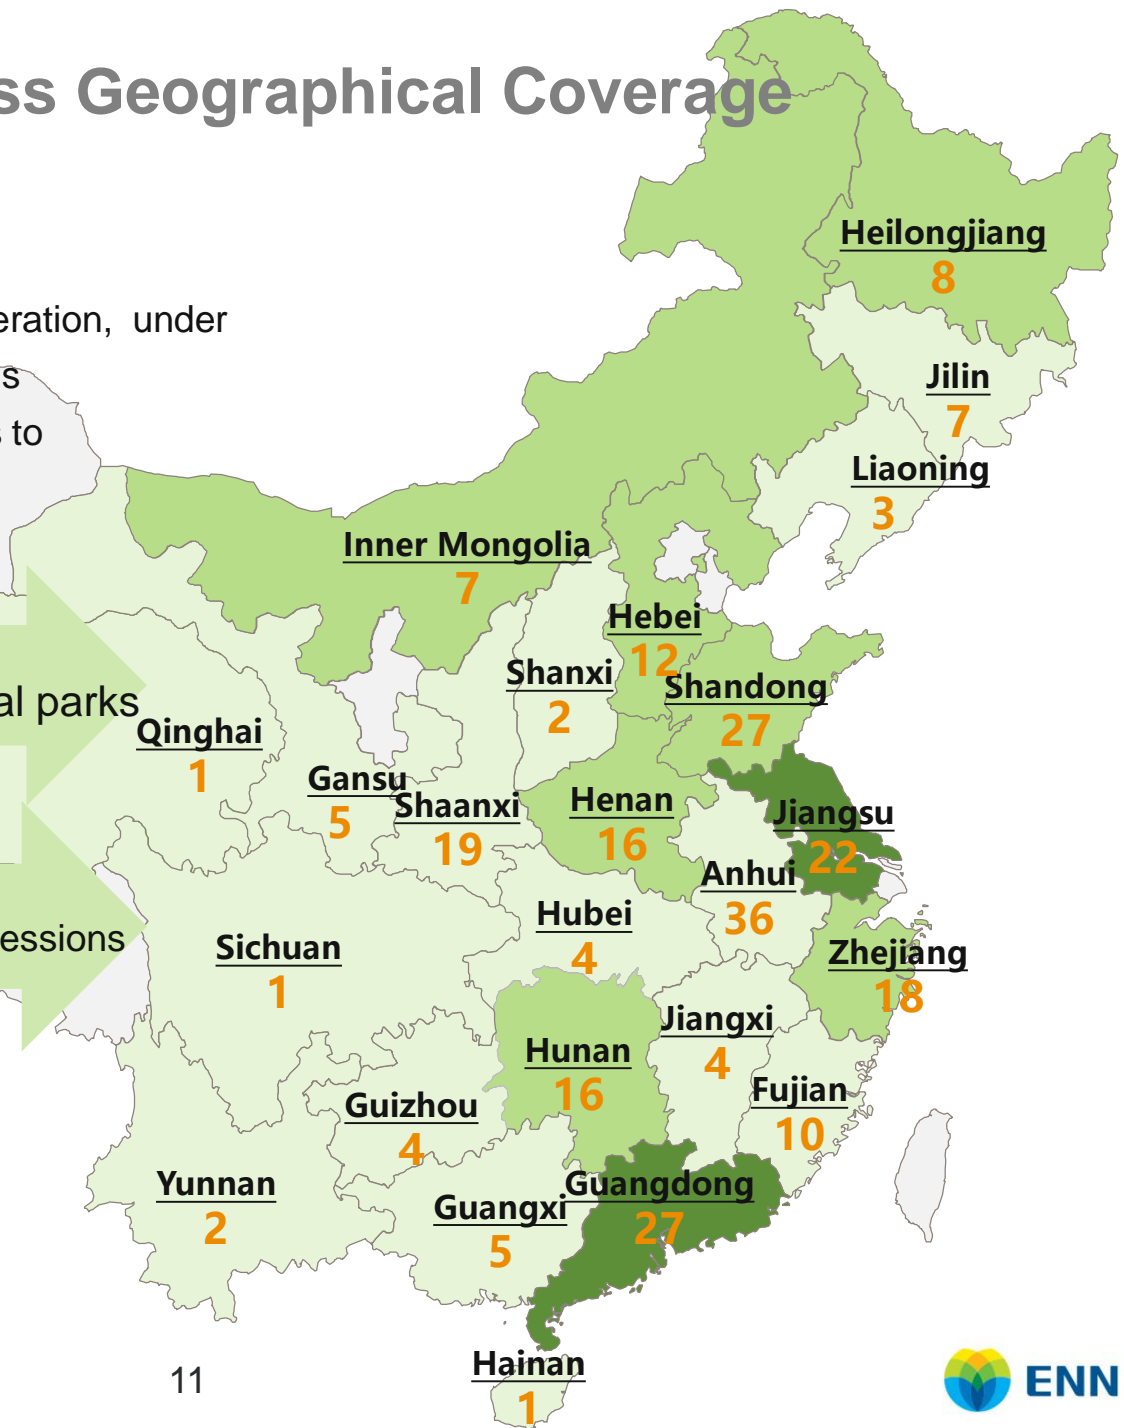 ss Geographical Coverage
eration, under
s
s to
Heilongjiang
8
Jilin
7
Liaoning
3
Inner Mongolia
7
Hebei
12
Shanxi
2
Shandong
27
al parks
Qinghai
1
Gansu
5
Shaanxi
19
Henan
16
Jiangsu
22
Anhui
36
Hubei
4
essions
Sichuan
1
Zhejiang
18
Jiangxi
4
Hunan
16
Fujian
10
Guizhou
4
Yunnan
2
Guangxi
5
Guangdong
27
Hainan
1
11
ENN